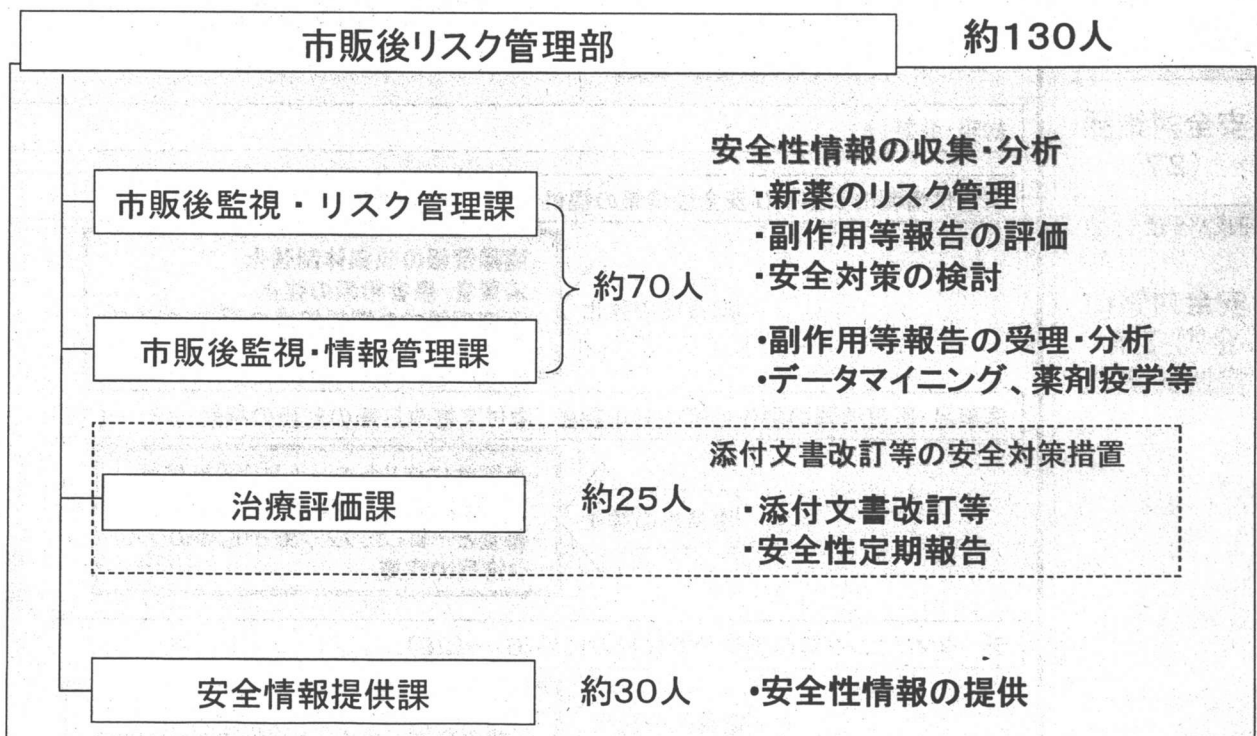 市販後リスク管理部
約130人
安全性情報の収集・分析
市販後監視・リスク管理課
・新薬のリスク管理
・副作用等報告の評価
約70人
・安全対策の検討
市販後監視・情報管理課
・副作用等報告の受理・分析
・データマイニング、薬剤疫学等
添付文書改訂等の安全対策措置
治療評価課
約25人
・添付文書改訂等
・安全性定期報告
安全情報提供課
約30人
・安全性情報の提供